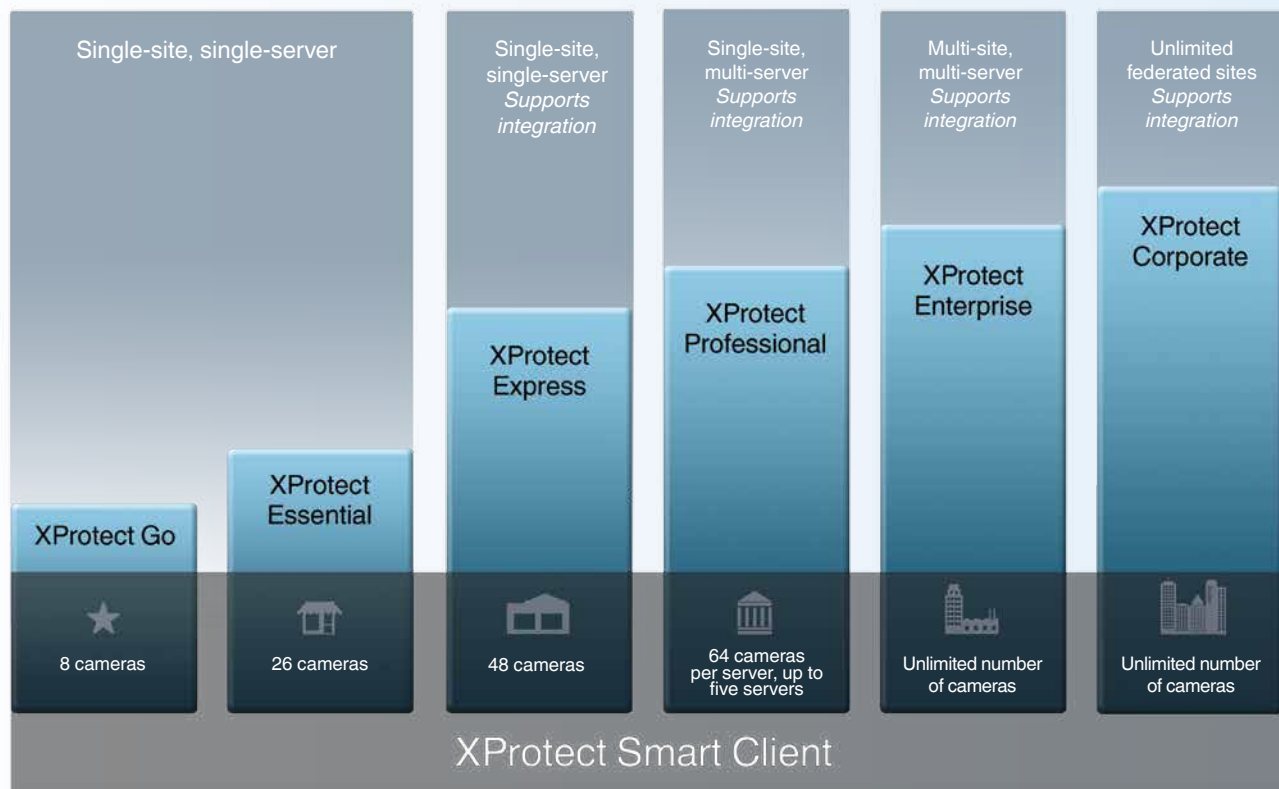 Single-site, single-server
Single-site,
single-server
Supports
integration
Single-site,
multi-server
Supports
integration
Multi-site,
multi-server
Supports
integration
Unlimited
federated sites
Supports
integration
XProtect Go
XProtect
Essential
XProtect
Express
XProtect
Professional
XProtect
Enterprise
XProtect
Corporate
8 cameras
26 cameras
48 cameras
64 cameras
per server, up to
five servers
Unlimited number
of cameras
Unlimited number
of cameras
XProtect Smart Client